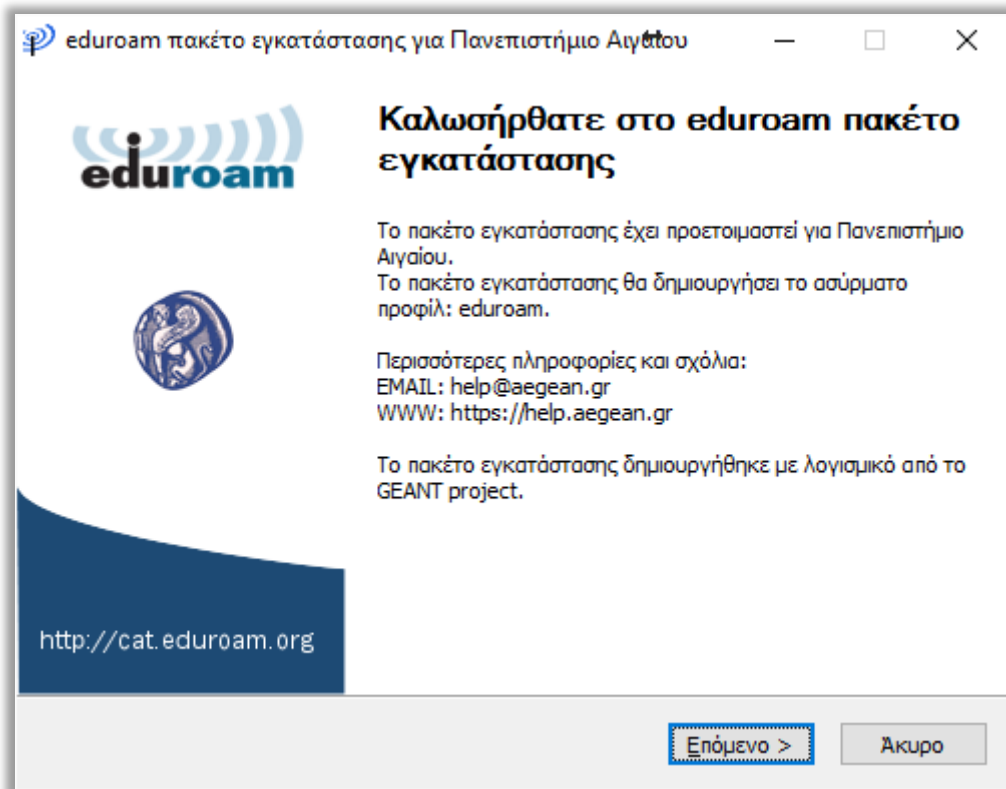 eduroam πακέτο εγκατάστασης για Πανεπιστήμιο Αιγαίου
eduroam
Καλωσήρθατε στο eduroam πακέτο
εγκατάστασης
Το πακέτο εγκατάστασης έχει προετοιμαστεί για Πανεπιστήμιο
Αιγαίου.
Το πακέτο εγκατάστασης θα δημιουργήσει το ασύρματο
προφίλ: eduroam.
Περισσότερες πληροφορίες και σχόλια:
EMAIL: help@aegean.gr
WWW: https://help.aegean.gr
Το πακέτο εγκατάστασης δημιουργήθηκε με λογισμικό από το
GEANT project.
http://cat.eduroam.org
Επόμενο >
Άκυρο